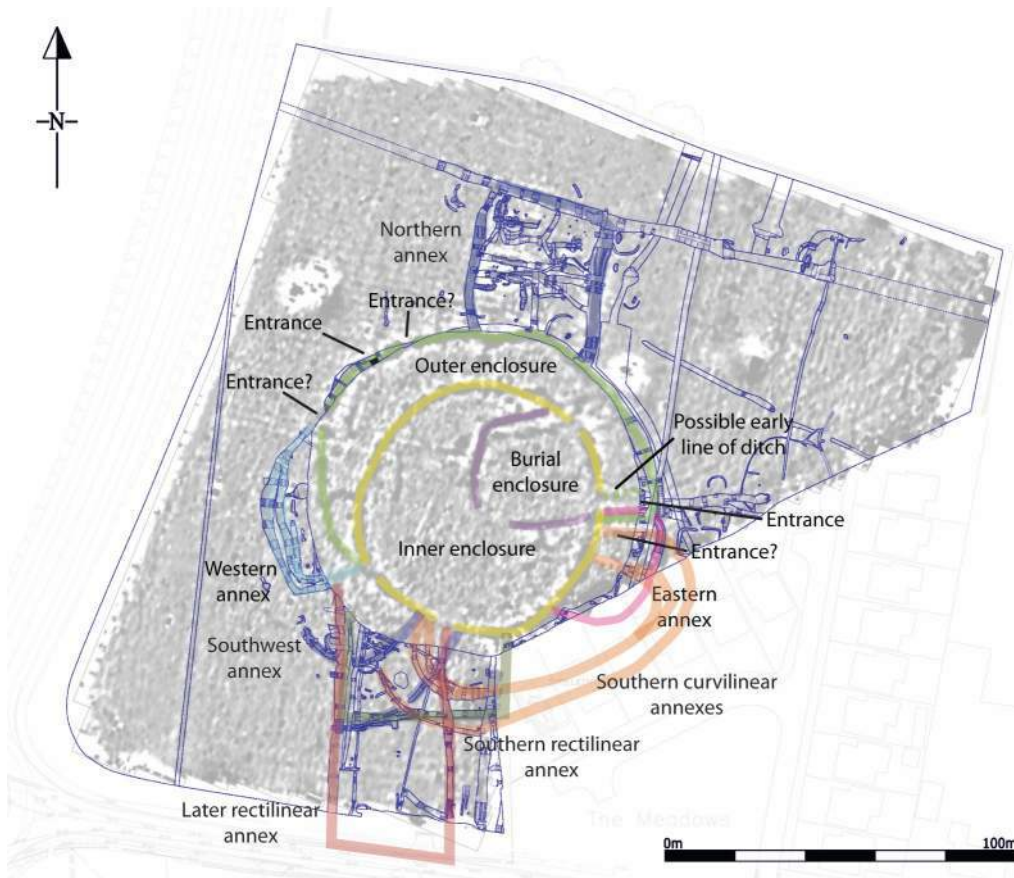 N
Northern
annex
Entrance?
Entrance
Outer enclosure
Entrance?
Possible early
line of ditch
Burial
enclosure
Entrance
Inner enclosure
Entrance?
Western
annex
Eastern
annex
Southwest
annex
Southern curvilinear
annexes
Southern rectilinear
annex
Later rectilinear
annex
The Meadows
0m
100m